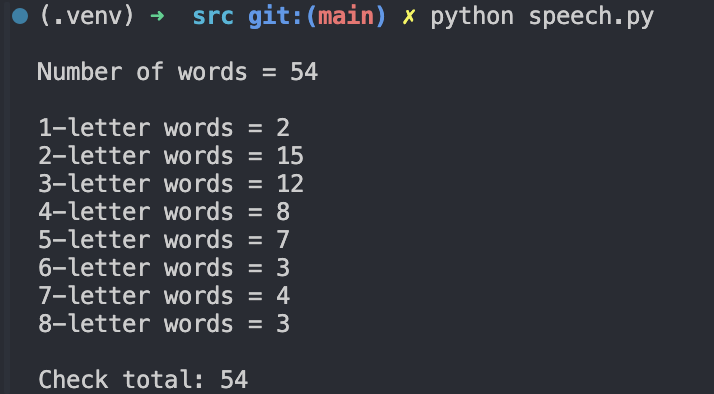 (.venv) ➜ src git:(main) ✗ python speech.py
Number of words = 54
1-letter words = 2
2-letter words = 15
3-letter words = 12
4-letter words = 8
5-letter words = 7
6-letter words = 3
7-letter words = 4
8-letter words = 3
Check total: 54